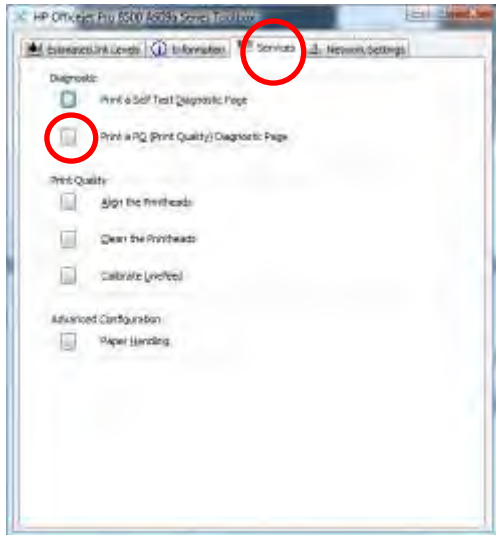 HP Officejet Pro 8500 A909a Series Toolbox
Estimated Ink Levels Information Services Network Settings
Diagnostic
Print a Self Test Diagnostic Page
Print a PQ (Print Quality) Diagnostic Page
Print Quality
Align the Printheads
Clean the Printheads
Calibrate Linefeed
Advanced Configuration
Paper Handling